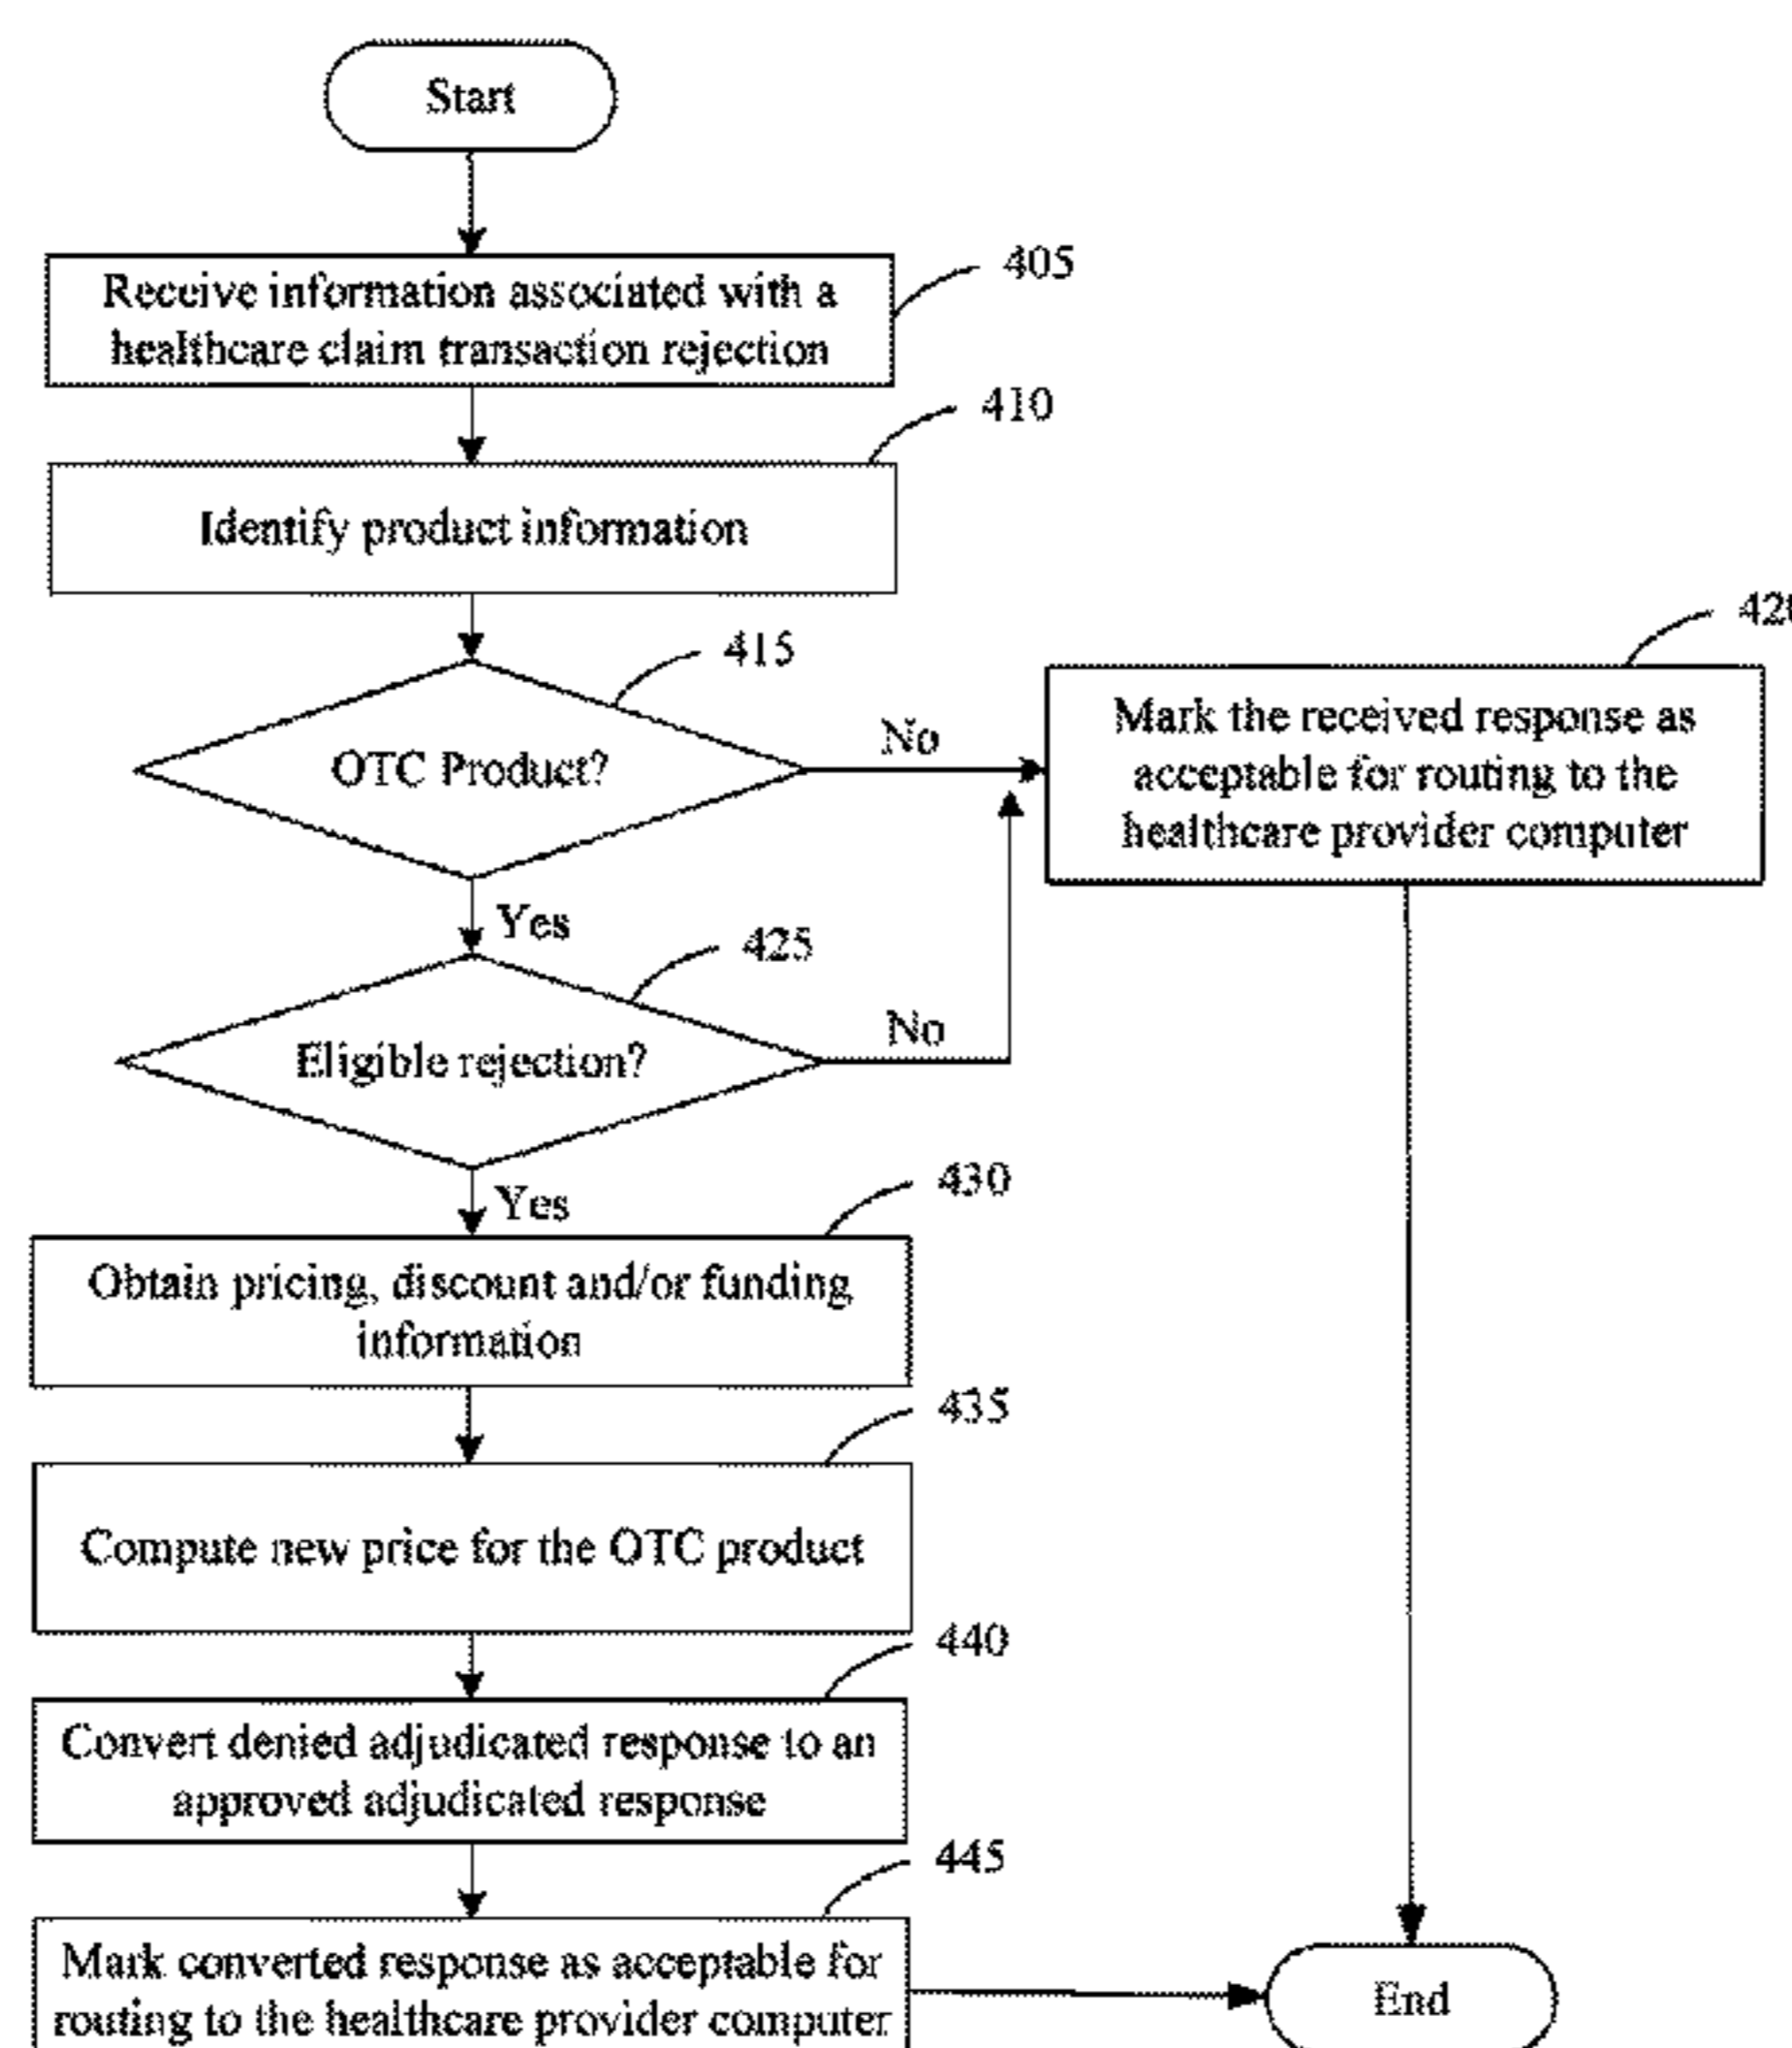 Start
Receive information associated with a
healthcare claim transaction rejection
405
410
Identify product information
415
OTC Product?
No
Mark the received response as
acceptable for routing to the
healthcare provider computer
Yes
425
Eligible rejection?
No
Yes
430
Obtain pricing, discount and/or funding
information
435
Compute new price for the OTC product
440
Convert denied adjudicated response to an
approved adjudicated response
445
Mark converted response as acceptable for
routing to the healthcare provider computer
End